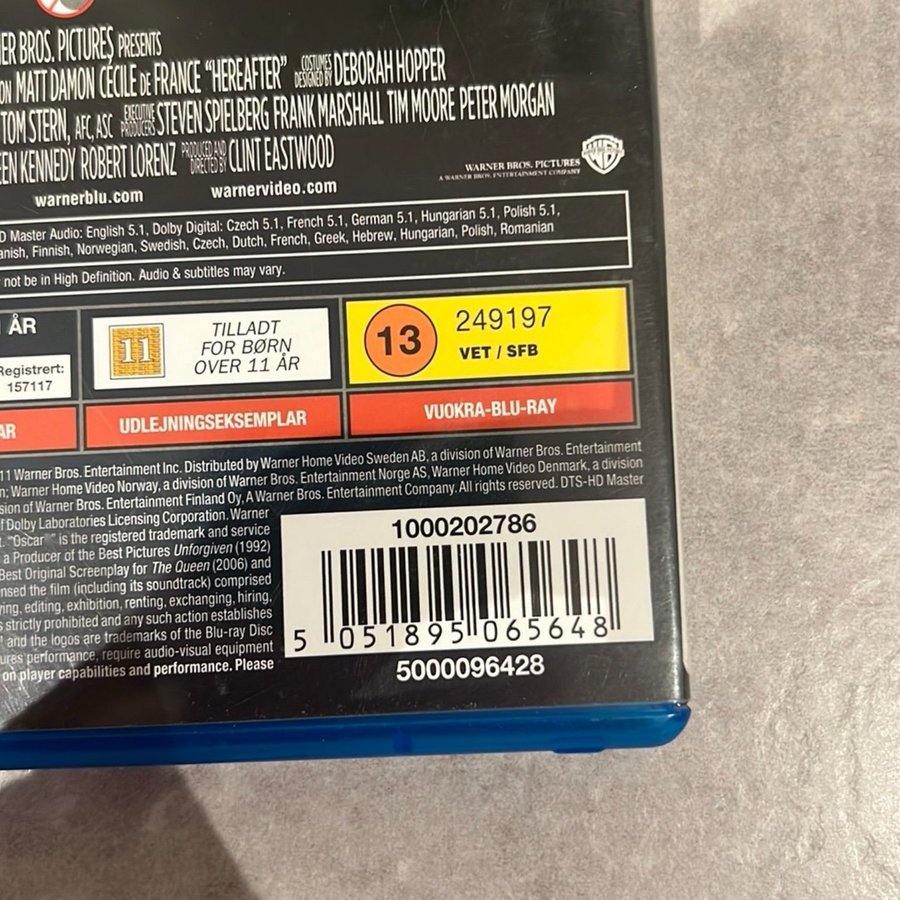 ER BROS. PICTURES PRESENTS
ON MATT DAMON CÉCILE DE FRANCE "HEREAFTER" COSTUMES DESIGNED BY DEBORAH HOPPER
TOM STERN, AFC, ASC EXECUTIVE PRODUCERS STEVEN SPIELBERG FRANK MARSHALL TIM MOORE PETER MORGAN
EEN KENNEDY ROBERT LORENZ PRODUCED AND DIRECTED BY CLINT EASTWOOD
warnerblu.com warnervideo.com
WARNER BROS. PICTURES
A WARNER BROS. ENTERTAINMENT COMPANY
D Master Audio: English 5.1, Dolby Digital: Czech 5.1, French 5.1, German 5.1, Hungarian 5.1, Polish 5.1,
anish, Finnish, Norwegian, Swedish, Czech, Dutch, French, Greek, Hebrew, Hungarian, Polish, Romanian
not be in High Definition. Audio & subtitles may vary.
ÅR
Registrert:
157117
AR
11
TILLADT
FOR BØRN
OVER 11 ÅR
UDLEJNINGSEKSEMPLAR
13
249197
VET / SFB
VUOKRA-BLU-RAY
11 Warner Bros. Entertainment Inc. Distributed by Warner Home Video Sweden AB, a division of Warner Bros. Entertainment
n; Warner Home Video Norway, a division of Warner Bros. Entertainment Norge AS, Warner Home Video Denmark, a division
sion of Warner Bros. Entertainment Finland Oy, A Warner Bros. Entertainment Company. All rights reserved. DTS-HD Master
f Dolby Laboratories Licensing Corporation. Warner
t. "Oscar" is the registered trademark and service
a Producer of the Best Pictures Unforgiven (1992)
Best Original Screenplay for The Queen (2006) and
nsed the film (including its soundtrack) comprised
ying, editing, exhibition, renting, exchanging, hiring,
s strictly prohibited and any such action establishes
" and the logos are trademarks of the Blu-ray Disc
ures performance, require audio-visual equipment
on player capabilities and performance. Please
1000202786
5 051895 065648
5000096428